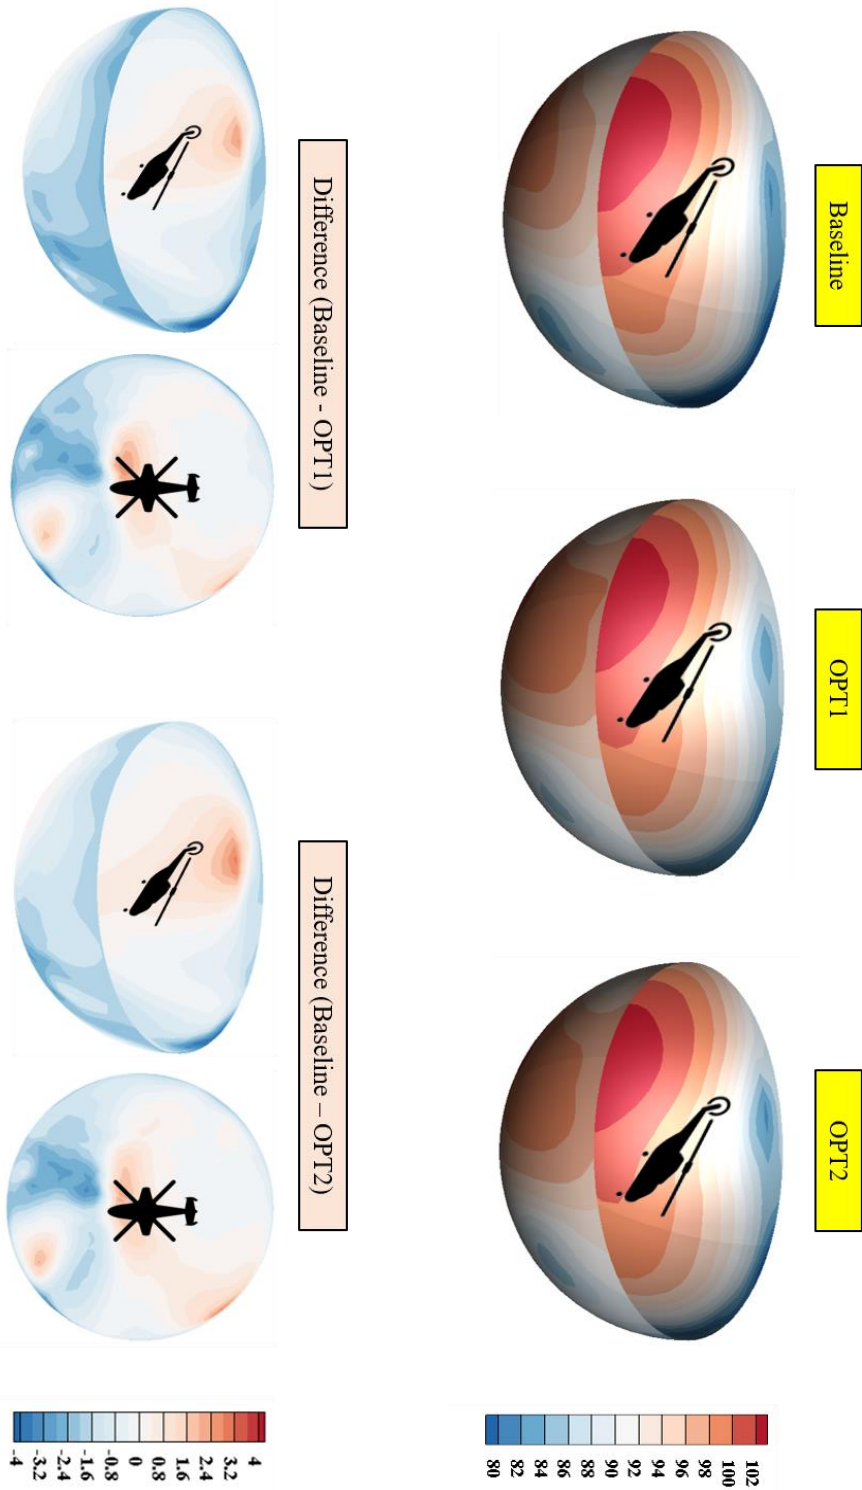 Baseline
OPT1
OPT2
80 82 84 86 88 90 92 94 96 98 100 102
Difference (Baseline - OPT1)
Difference (Baseline – OPT2)
-4 -3.2 -2.4 -1.6 -0.8 0 0.8 1.6 2.4 3.2 4